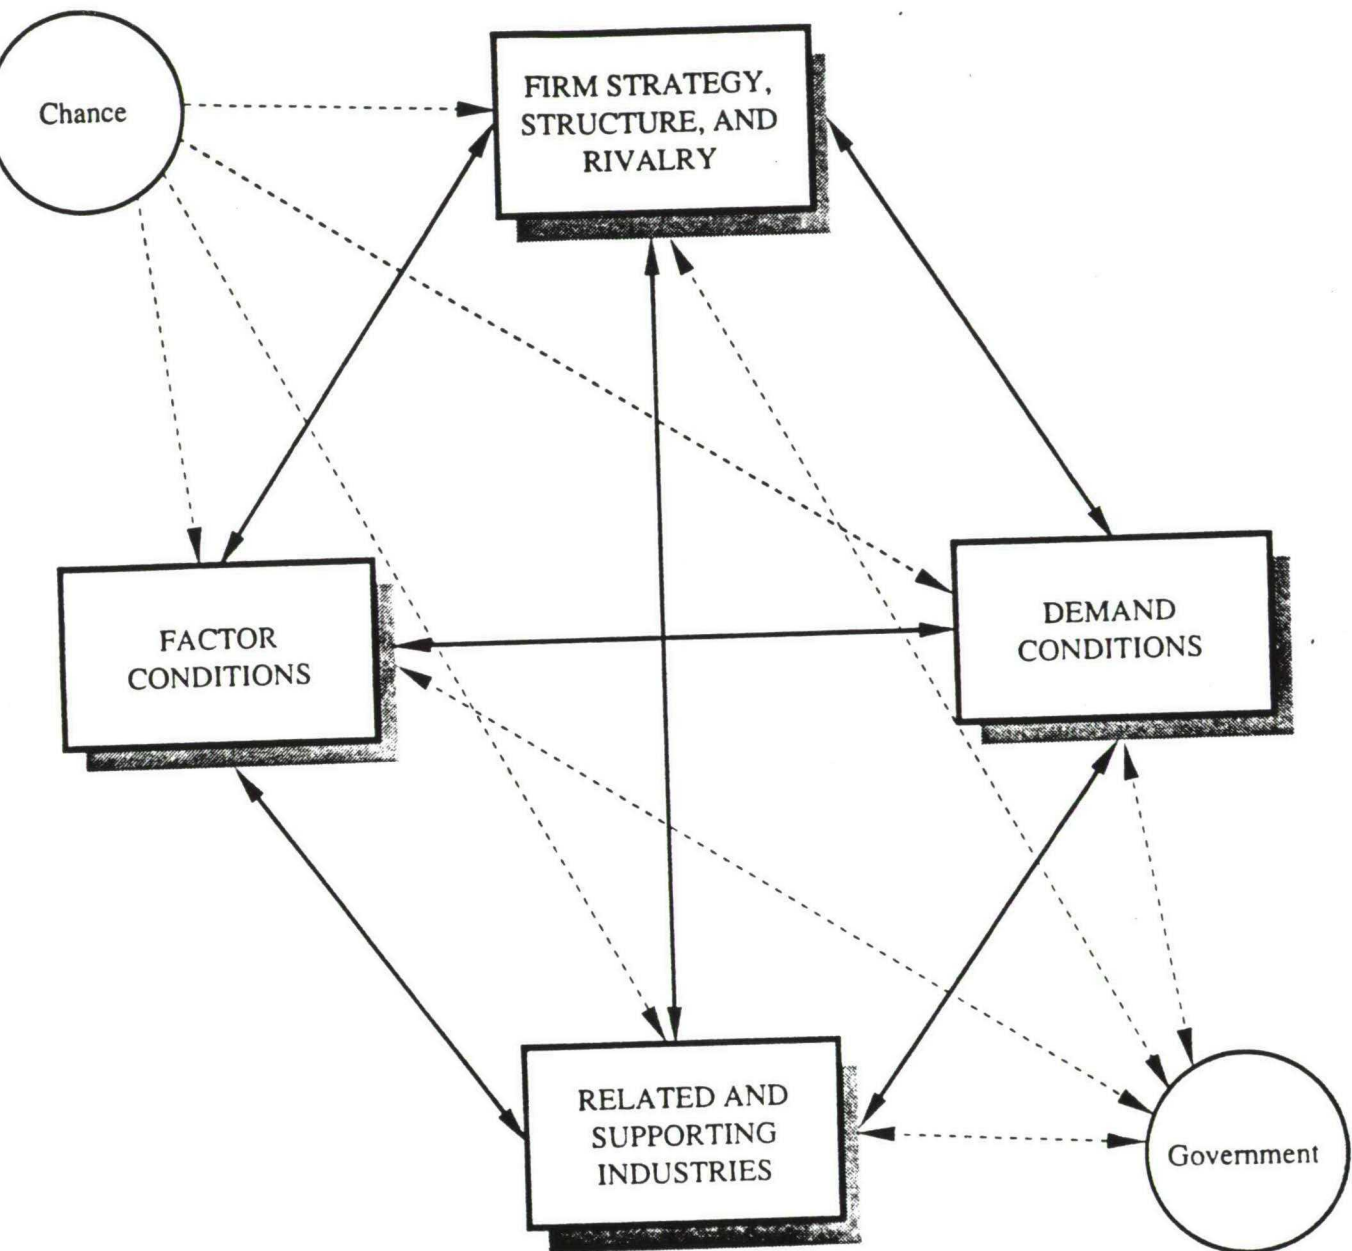 Chance
FIRM STRATEGY,
STRUCTURE, AND
RIVALRY
FACTOR
CONDITIONS
DEMAND
CONDITIONS
RELATED AND
SUPPORTING
INDUSTRIES
Government